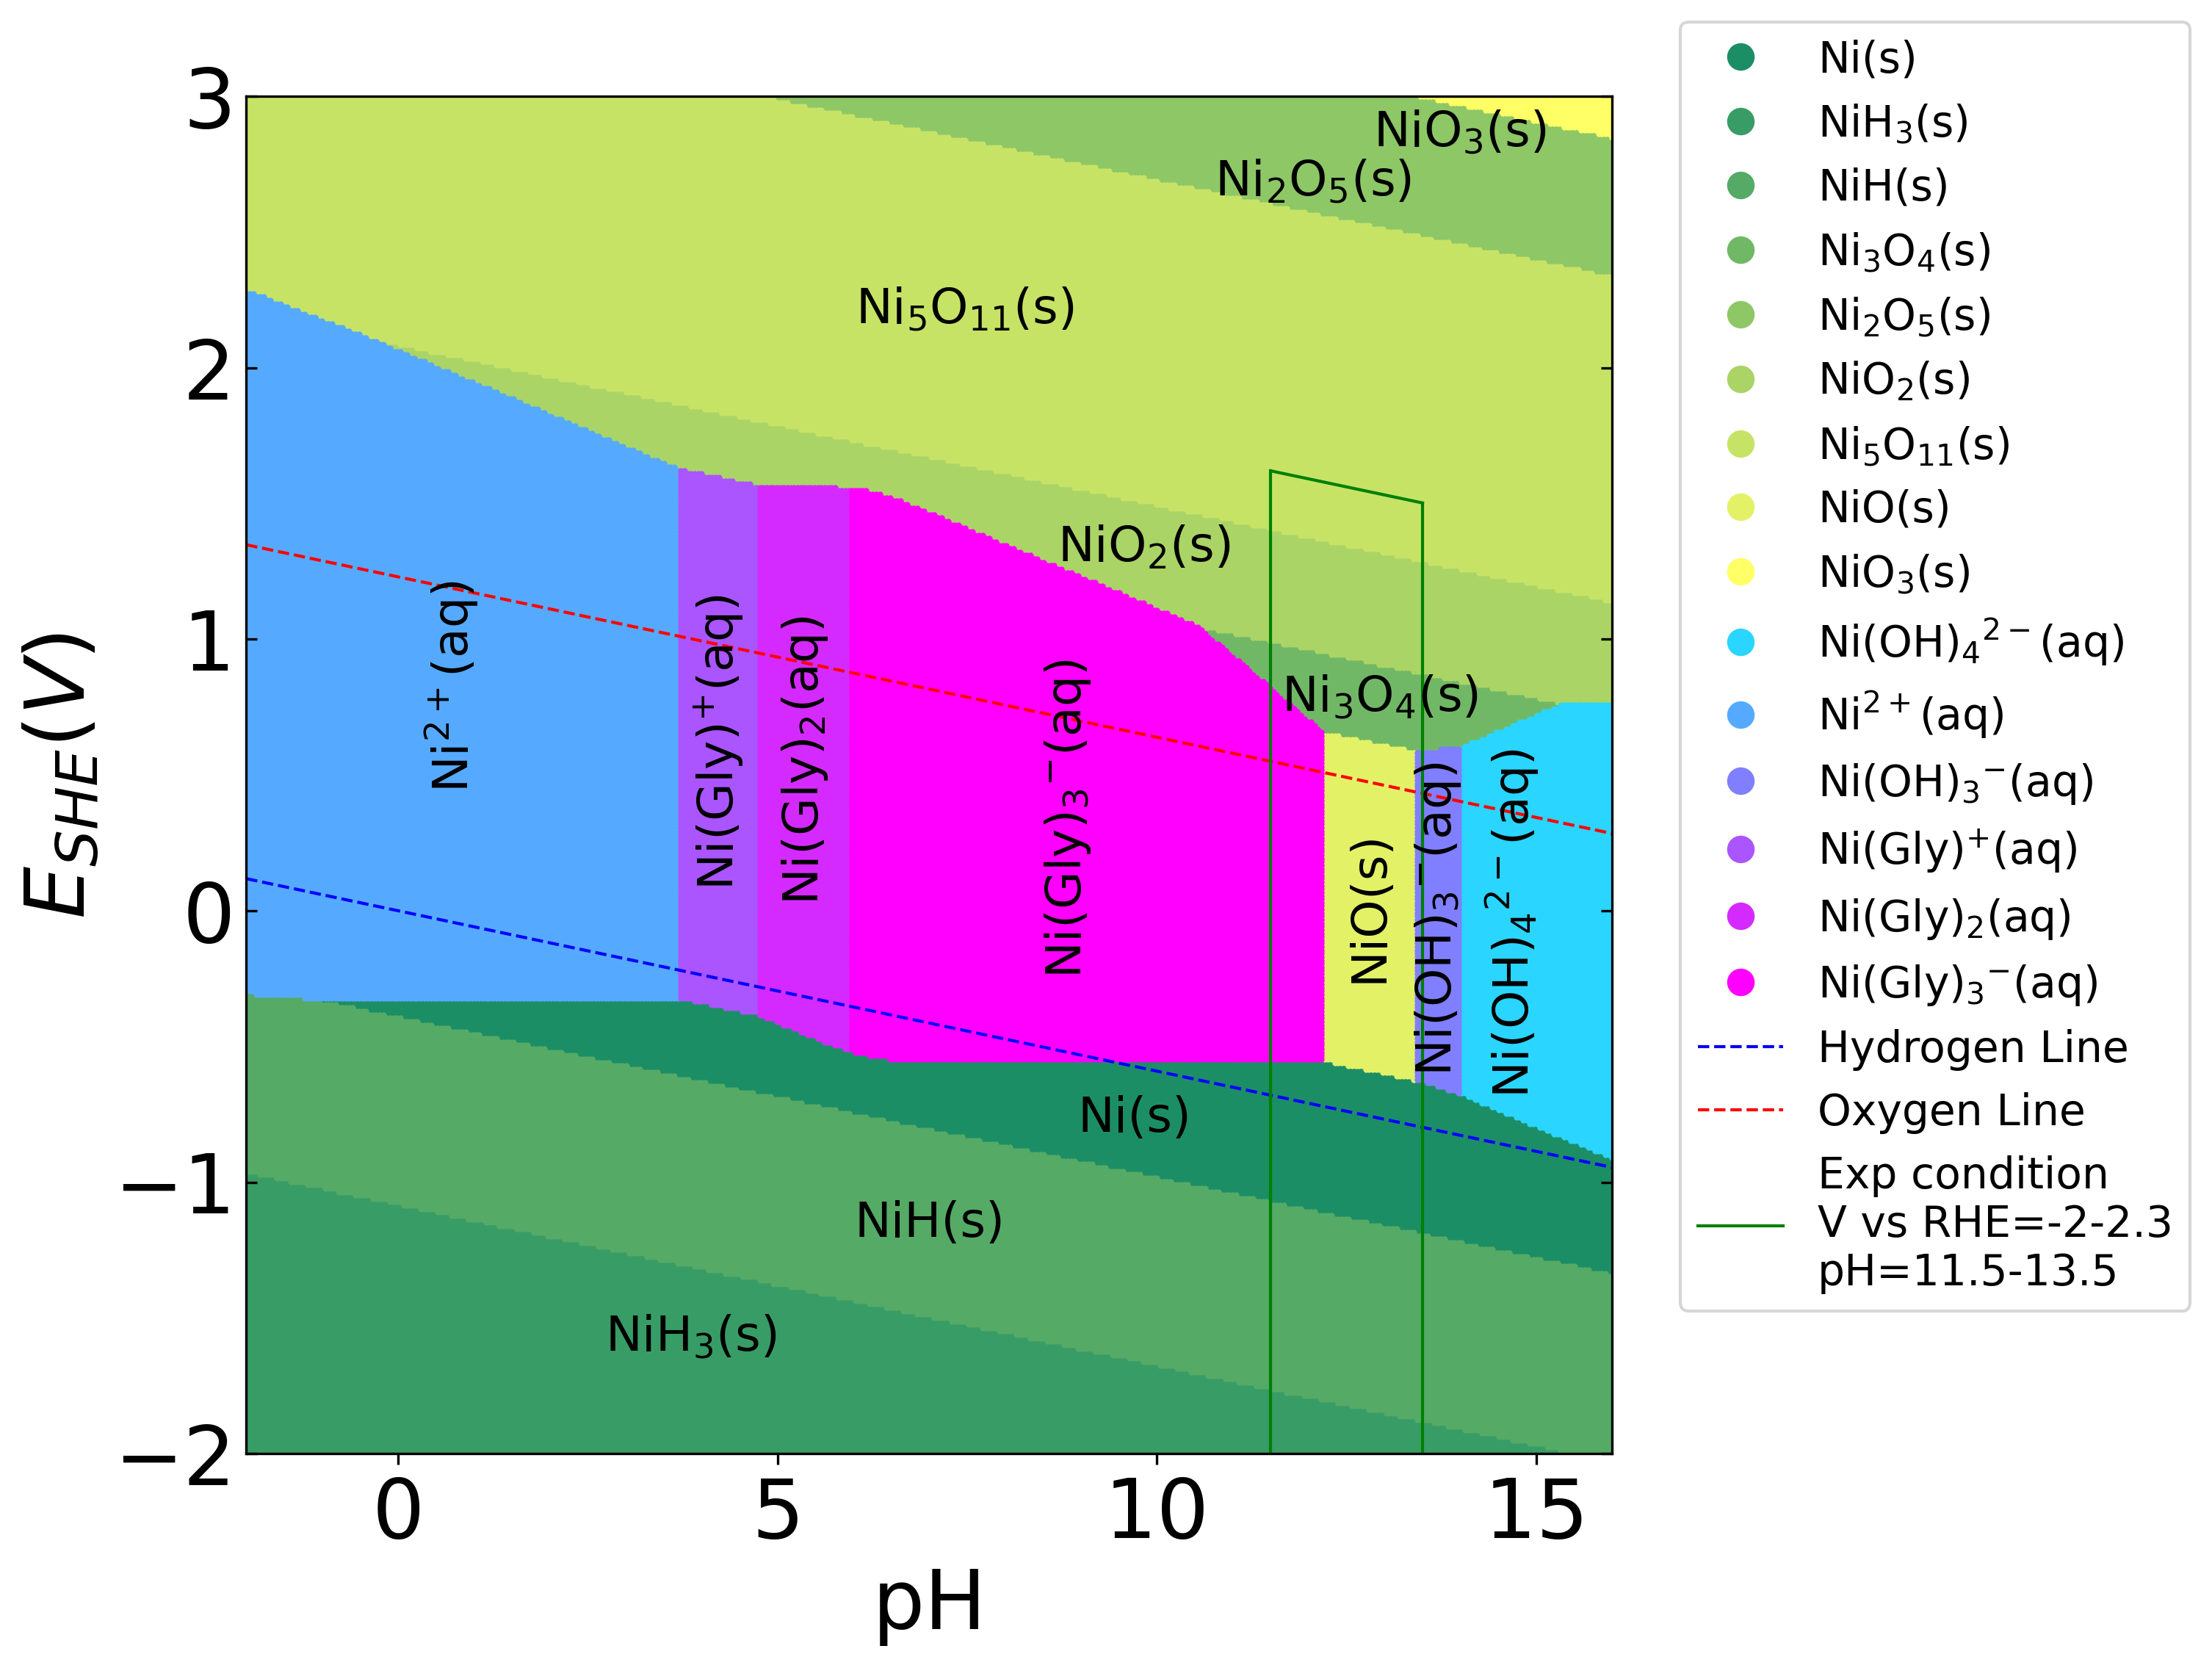 3
2
1
0
−1
−2
E_SHE(V)
0
5
10
15
pH
NiO₃(s)
Ni₂O₅(s)
Ni₅O₁₁(s)
NiO₂(s)
Ni₃O₄(s)
Ni²⁺(aq)
Ni(Gly)⁺(aq)
Ni(Gly)₂(aq)
Ni(Gly)₃⁻(aq)
NiO(s)
Ni(OH)₃⁻(aq)
Ni(OH)₄²⁻(aq)
Ni(s)
NiH(s)
NiH₃(s)
Ni(s)
NiH₃(s)
NiH(s)
Ni₃O₄(s)
Ni₂O₅(s)
NiO₂(s)
Ni₅O₁₁(s)
NiO(s)
NiO₃(s)
Ni(OH)₄²⁻(aq)
Ni²⁺(aq)
Ni(OH)₃⁻(aq)
Ni(Gly)⁺(aq)
Ni(Gly)₂(aq)
Ni(Gly)₃⁻(aq)
Hydrogen Line
Oxygen Line
Exp condition
V vs RHE=-2-2.3
pH=11.5-13.5